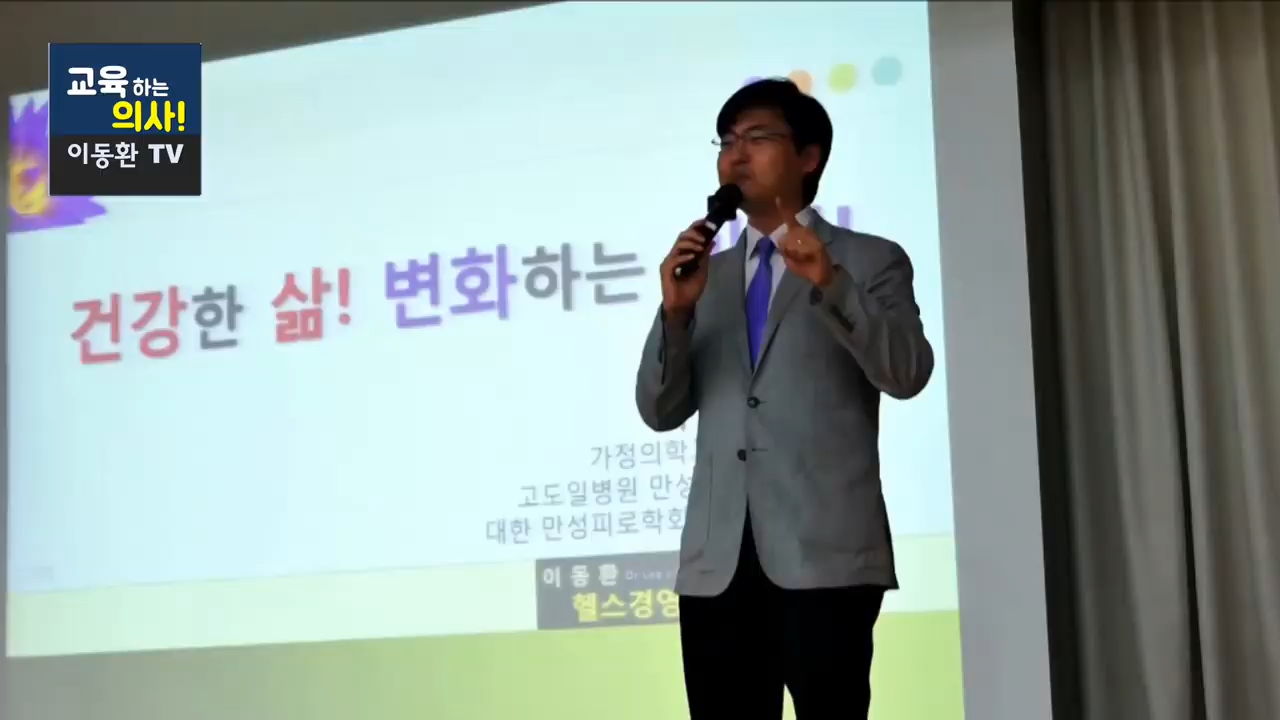 교육하는
의사!
이동환 TV
건강한 삶! 변화하는
가정의학
고도일병원 만성
대한 만성피로학회
이동환
헬스경영